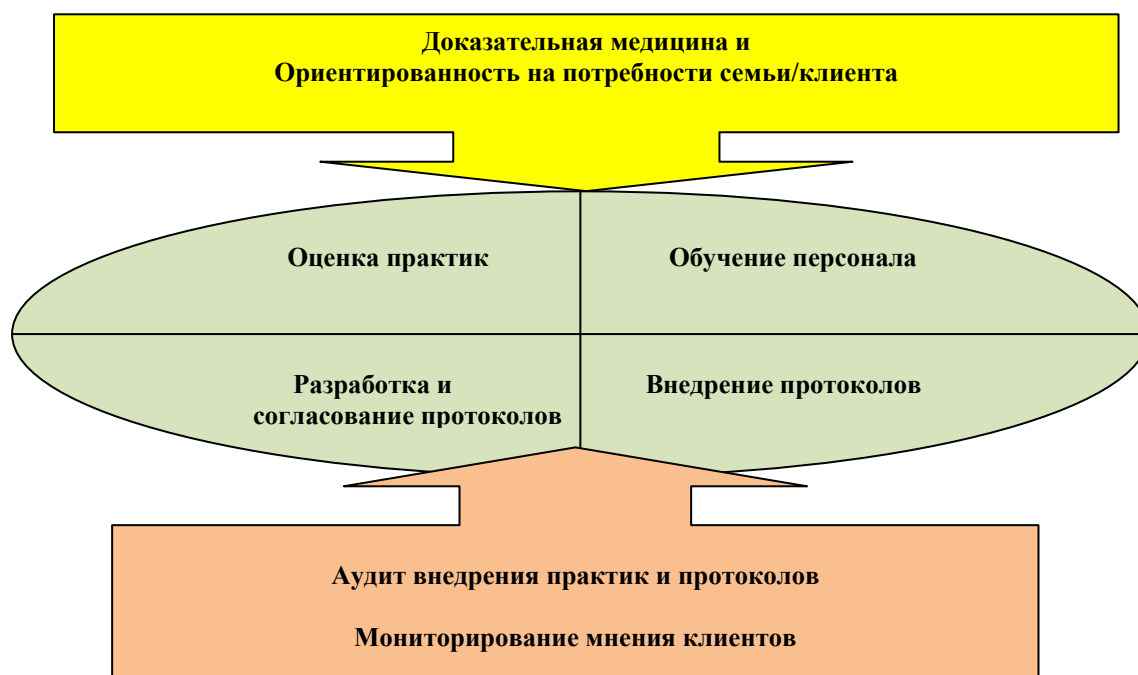 Доказательная медицина и
Ориентированность на потребности семьи/клиента
Оценка практик
Обучение персонала
Разработка и
согласование протоколов
Внедрение протоколов
Аудит внедрения практик и протоколов
Мониторирование мнения клиентов